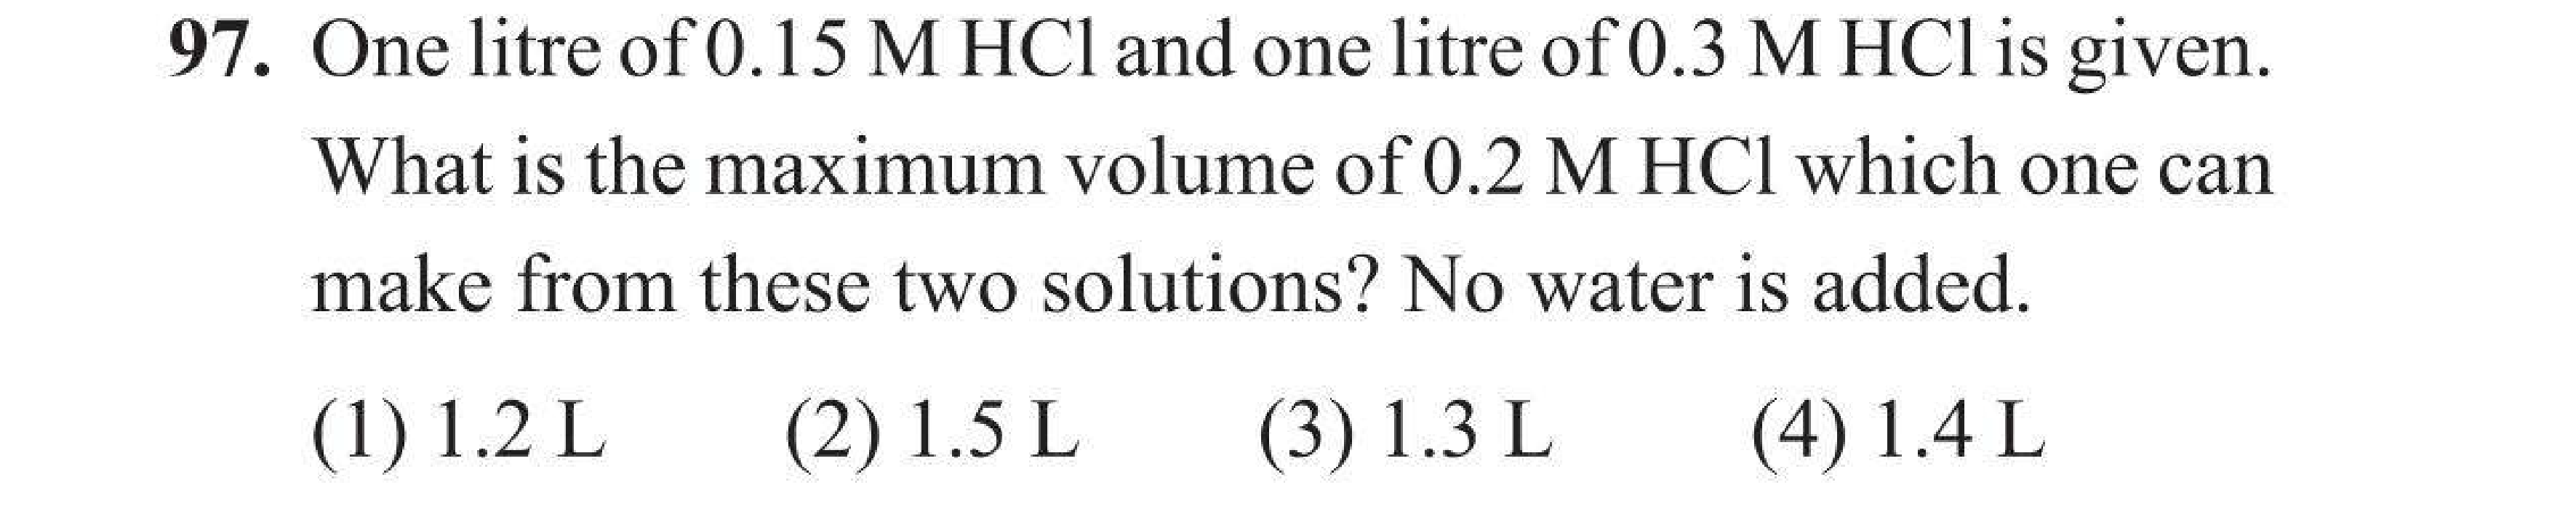 97. One litre of 0.15 M HCl and one litre of 0.3 M HCl is given.
What is the maximum volume of 0.2 M HCl which one can
make from these two solutions? No water is added.
(1) 1.2 L (2) 1.5 L (3) 1.3 L (4) 1.4 L